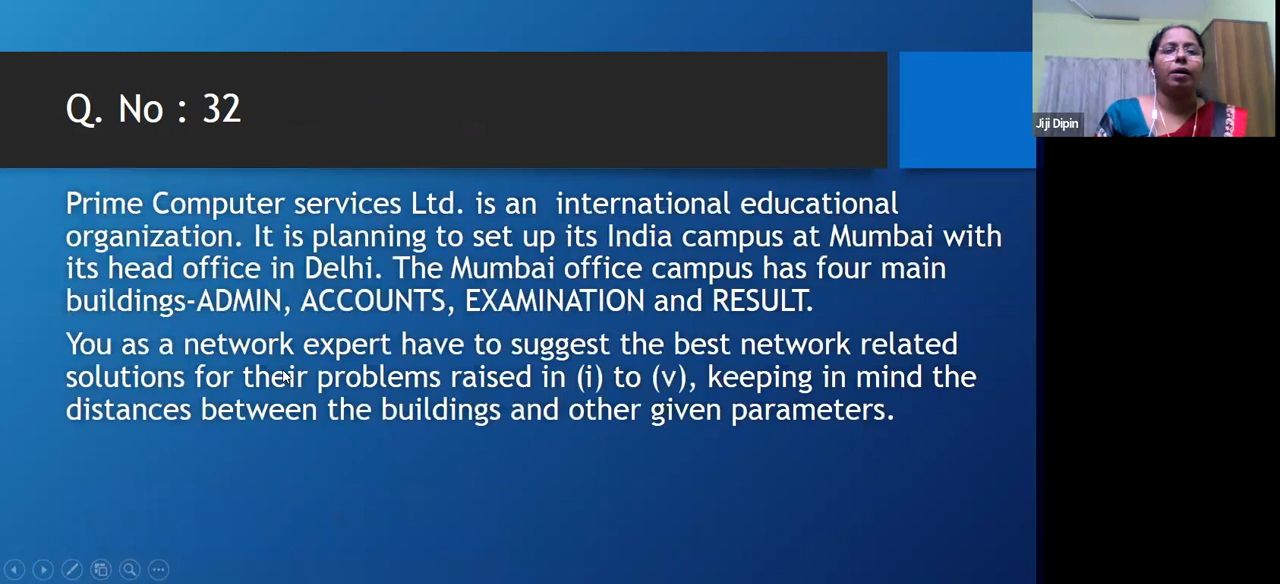 Q. No : 32
Jiji Dipin
Prime Computer services Ltd. is an  international educational
organization. It is planning to set up its India campus at Mumbai with
its head office in Delhi. The Mumbai office campus has four main
buildings-ADMIN, ACCOUNTS, EXAMINATION and RESULT.
You as a network expert have to suggest the best network related
solutions for their problems raised in (i) to (v), keeping in mind the
distances between the buildings and other given parameters.